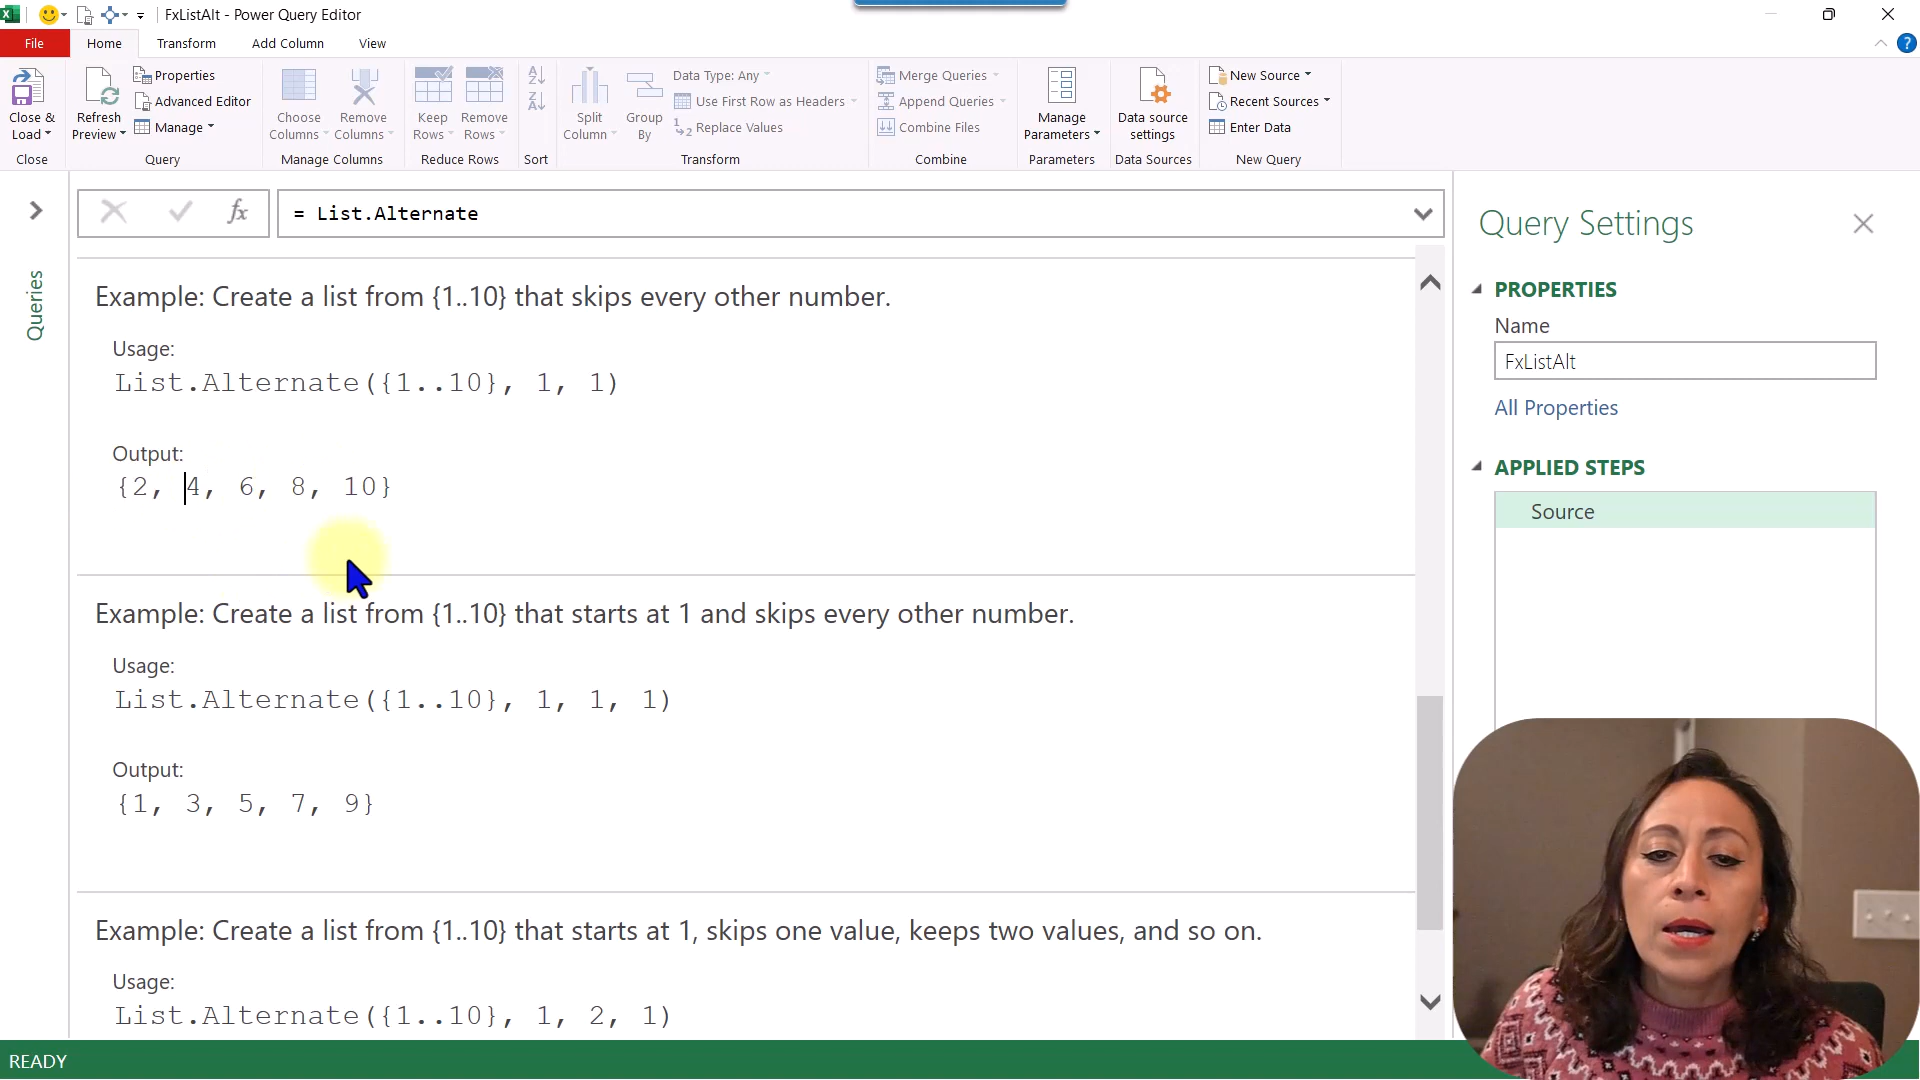 FxListAlt - Power Query Editor
File Home Transform Add Column View
Close & Load
Close
Refresh Preview
Properties
Advanced Editor
Manage
Query
Choose Columns
Remove Columns
Manage Columns
Keep Rows
Remove Rows
Reduce Rows
A Z
Z A
Sort
Split Column
Group By
Data Type: Any
Use First Row as Headers
1 2 Replace Values
Transform
Merge Queries
Append Queries
Combine Files
Combine
Manage Parameters
Parameters
Data source settings
Data Sources
New Source
Recent Sources
Enter Data
New Query
Queries
fx
= List.Alternate
Example: Create a list from {1..10} that skips every other number.
Usage:
List.Alternate({1..10}, 1, 1)
Output:
{2, 4, 6, 8, 10}
Example: Create a list from {1..10} that starts at 1 and skips every other number.
Usage:
List.Alternate({1..10}, 1, 1, 1)
Output:
{1, 3, 5, 7, 9}
Example: Create a list from {1..10} that starts at 1, skips one value, keeps two values, and so on.
Usage:
List.Alternate({1..10}, 1, 2, 1)
Query Settings
PROPERTIES
Name
FxListAlt
All Properties
APPLIED STEPS
Source
READY